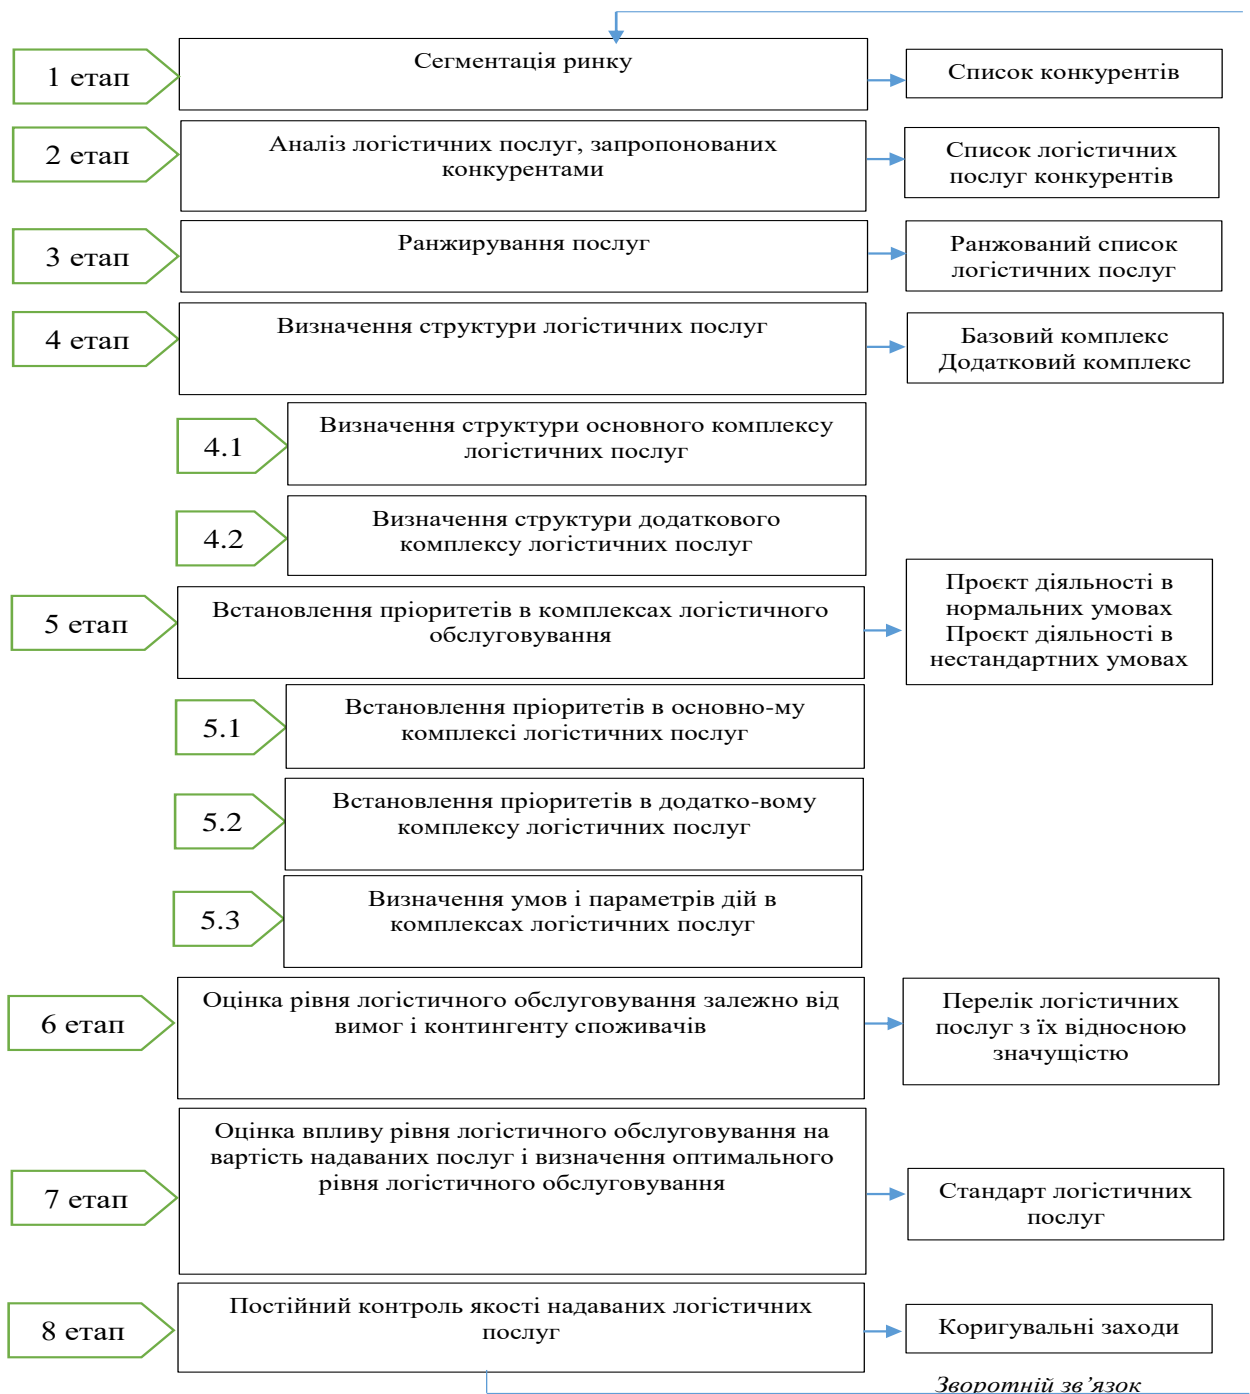 1 етап
Сегментація ринку
Список конкурентів
2 етап
Аналіз логістичних послуг, запропонованих
конкурентами
Список логістичних
послуг конкурентів
3 етап
Ранжирування послуг
Ранжований список
логістичних послуг
4 етап
Визначення структури логістичних послуг
Базовий комплекс
Додатковий комплекс
4.1
Визначення структури основного комплексу
логістичних послуг
4.2
Визначення структури додаткового
комплексу логістичних послуг
5 етап
Встановлення пріоритетів в комплексах логістичного
обслуговування
Проєкт діяльності в
нормальних умовах
Проєкт діяльності в
нестандартних умовах
5.1
Встановлення пріоритетів в основно-му
комплексі логістичних послуг
5.2
Встановлення пріоритетів в додатко-вому
комплексу логістичних послуг
5.3
Визначення умов і параметрів дій в
комплексах логістичних послуг
6 етап
Оцінка рівня логістичного обслуговування залежно від
вимог і контингенту споживачів
Перелік логістичних
послуг з їх відносною
значущістю
7 етап
Оцінка впливу рівня логістичного обслуговування на
вартість надаваних послуг і визначення оптимального
рівня логістичного обслуговування
Стандарт логістичних
послуг
8 етап
Постійний контроль якості надаваних логістичних
послуг
Коригувальні заходи
Зворотній зв’язок